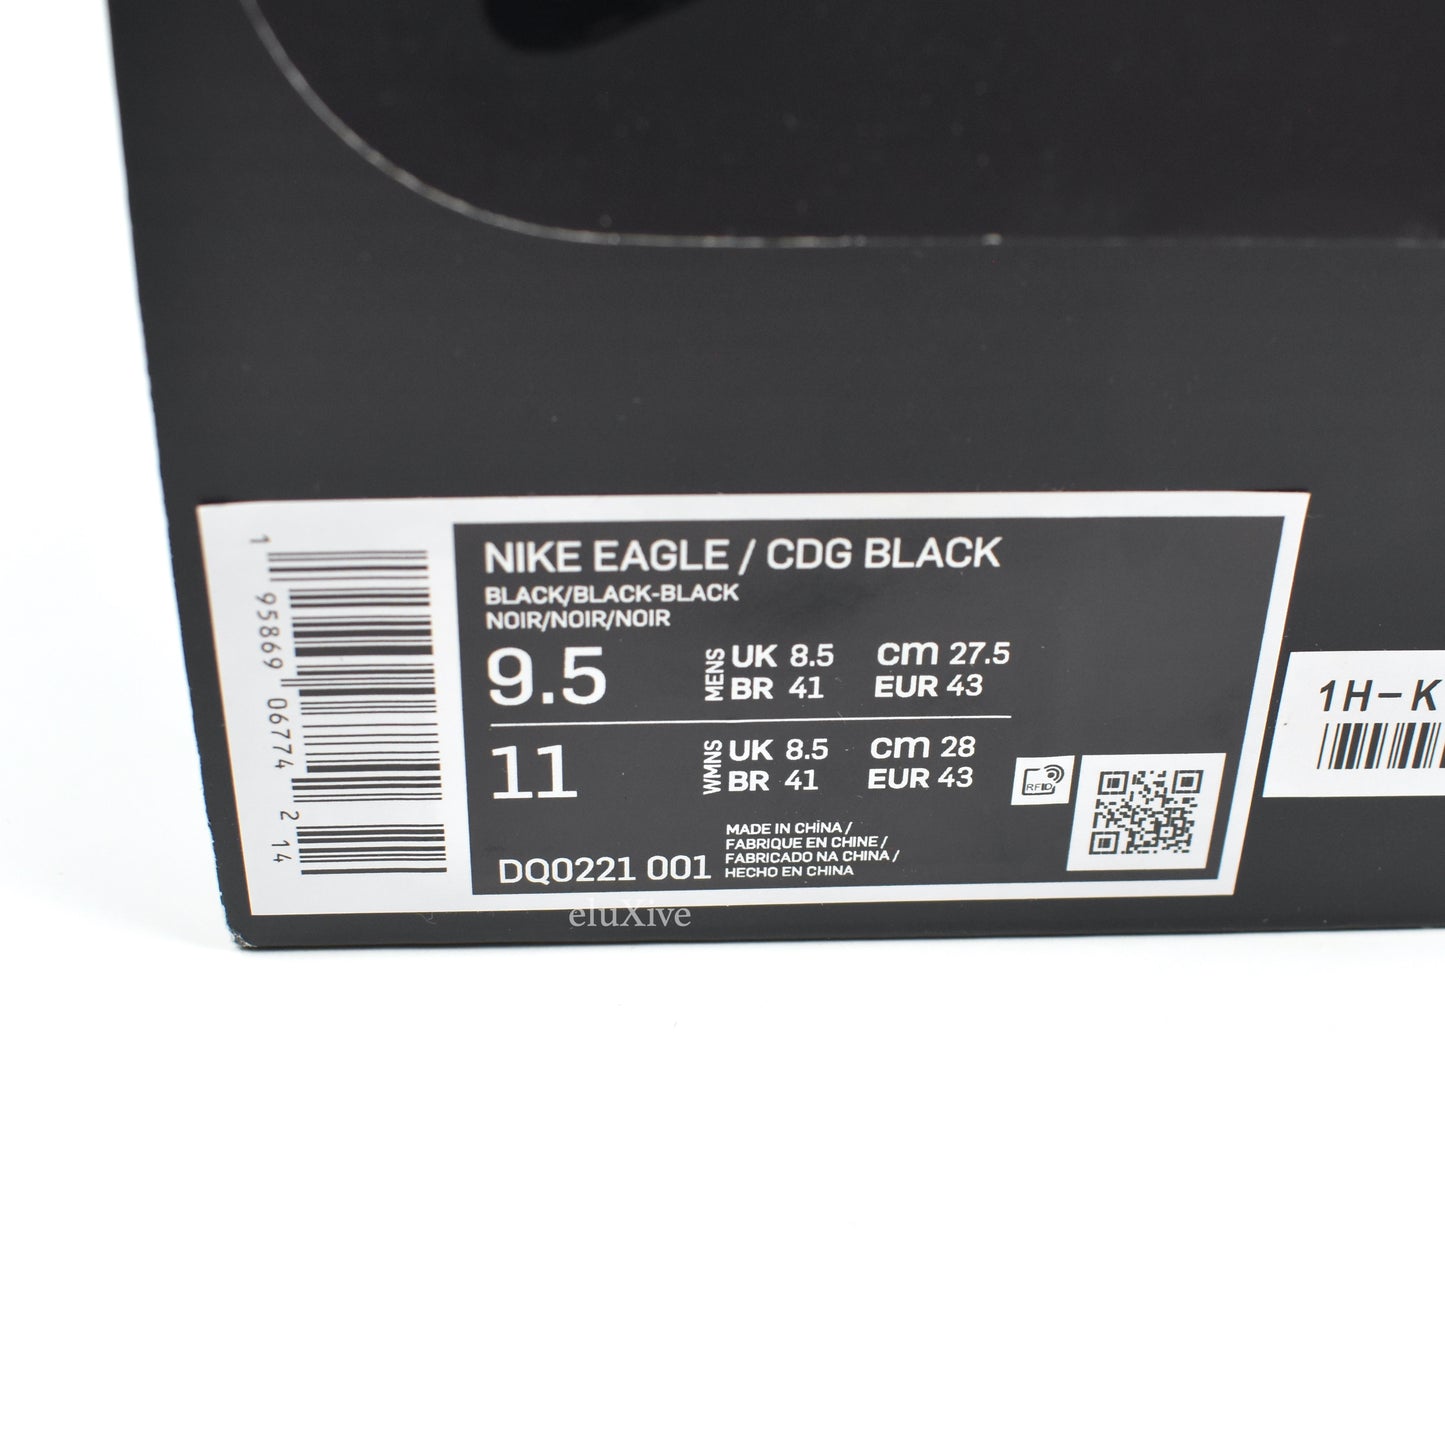 NIKE EAGLE / CDG BLACK
BLACK/BLACK-BLACK
NOIR/NOIR/NOIR
9.5 MENS UK 8.5 cm 27.5
BR 41 EUR 43
11 WMNS UK 8.5 cm 28
BR 41 EUR 43
RFID
MADE IN CHINA /
FABRIQUE EN CHINE /
FABRICADO NA CHINA /
HECHO EN CHINA
DQ0221 001
1 95869 06774 2 14
1H-K
eluXive